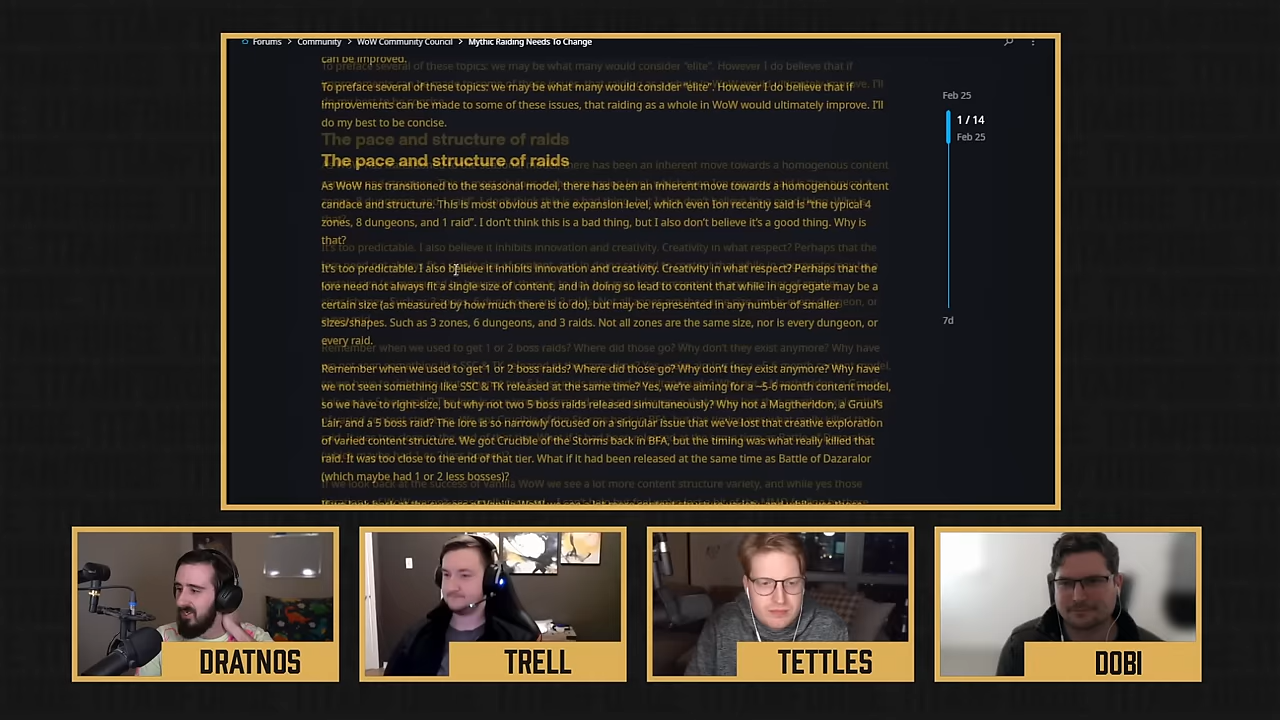 Forums > Community > WoW Community Council > Mythic Raiding Needs To Change
can be improved.
To preface several of these topics: we may be what many would consider “elite”. However I do believe that if
improvements can be made to some of these issues, that raiding as a whole in WoW would ultimately improve. I’ll
do my best to be concise.
The pace and structure of raids
As WoW has transitioned to the seasonal model, there has been an inherent move towards a homogenous content
candace and structure. This is most obvious at the expansion level, which even Ion recently said is “the typical 4
zones, 8 dungeons, and 1 raid”. I don’t think this is a bad thing, but I also don’t believe it’s a good thing. Why is
that?
It’s too predictable. I also believe it inhibits innovation and creativity. Creativity in what respect? Perhaps that the
lore need not always fit a single size of content, and in doing so lead to content that while in aggregate may be a
certain size (as measured by how much there is to do), but may be represented in any number of smaller
sizes/shapes. Such as 3 zones, 6 dungeons, and 3 raids. Not all zones are the same size, nor is every dungeon, or
every raid.
Remember when we used to get 1 or 2 boss raids? Where did those go? Why don’t they exist anymore? Why have
we not seen something like SSC & TK released at the same time? Yes, we’re aiming for a ~5-6 month content model,
so we have to right-size, but why not two 5 boss raids released simultaneously? Why not a Magtheridon, a Gruul’s
Lair, and a 5 boss raid? The lore is so narrowly focused on a singular issue that we’ve lost that creative exploration
of varied content structure. We got Crucible of the Storms back in BFA, but the timing was what really killed that
raid. It was too close to the end of that tier. What if it had been released at the same time as Battle of Dazaralor
(which maybe had 1 or 2 less bosses)?
Feb 25
1 / 14
Feb 25
7d
DRATNOS
TRELL
TETTLES
DOBI